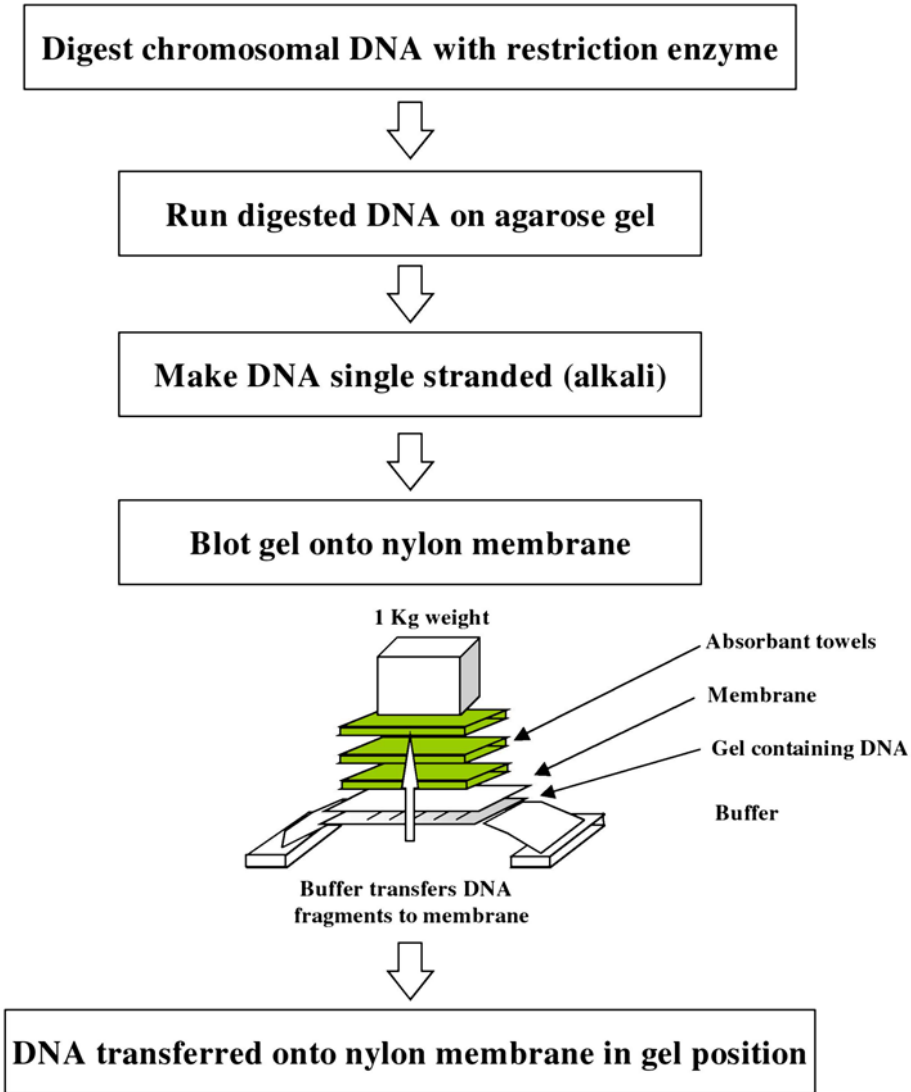 Digest chromosomal DNA with restriction enzyme
Run digested DNA on agarose gel
Make DNA single stranded (alkali)
Blot gel onto nylon membrane
1 Kg weight
Absorbant towels
Membrane
Gel containing DNA
Buffer
Buffer transfers DNA
fragments to membrane
DNA transferred onto nylon membrane in gel position